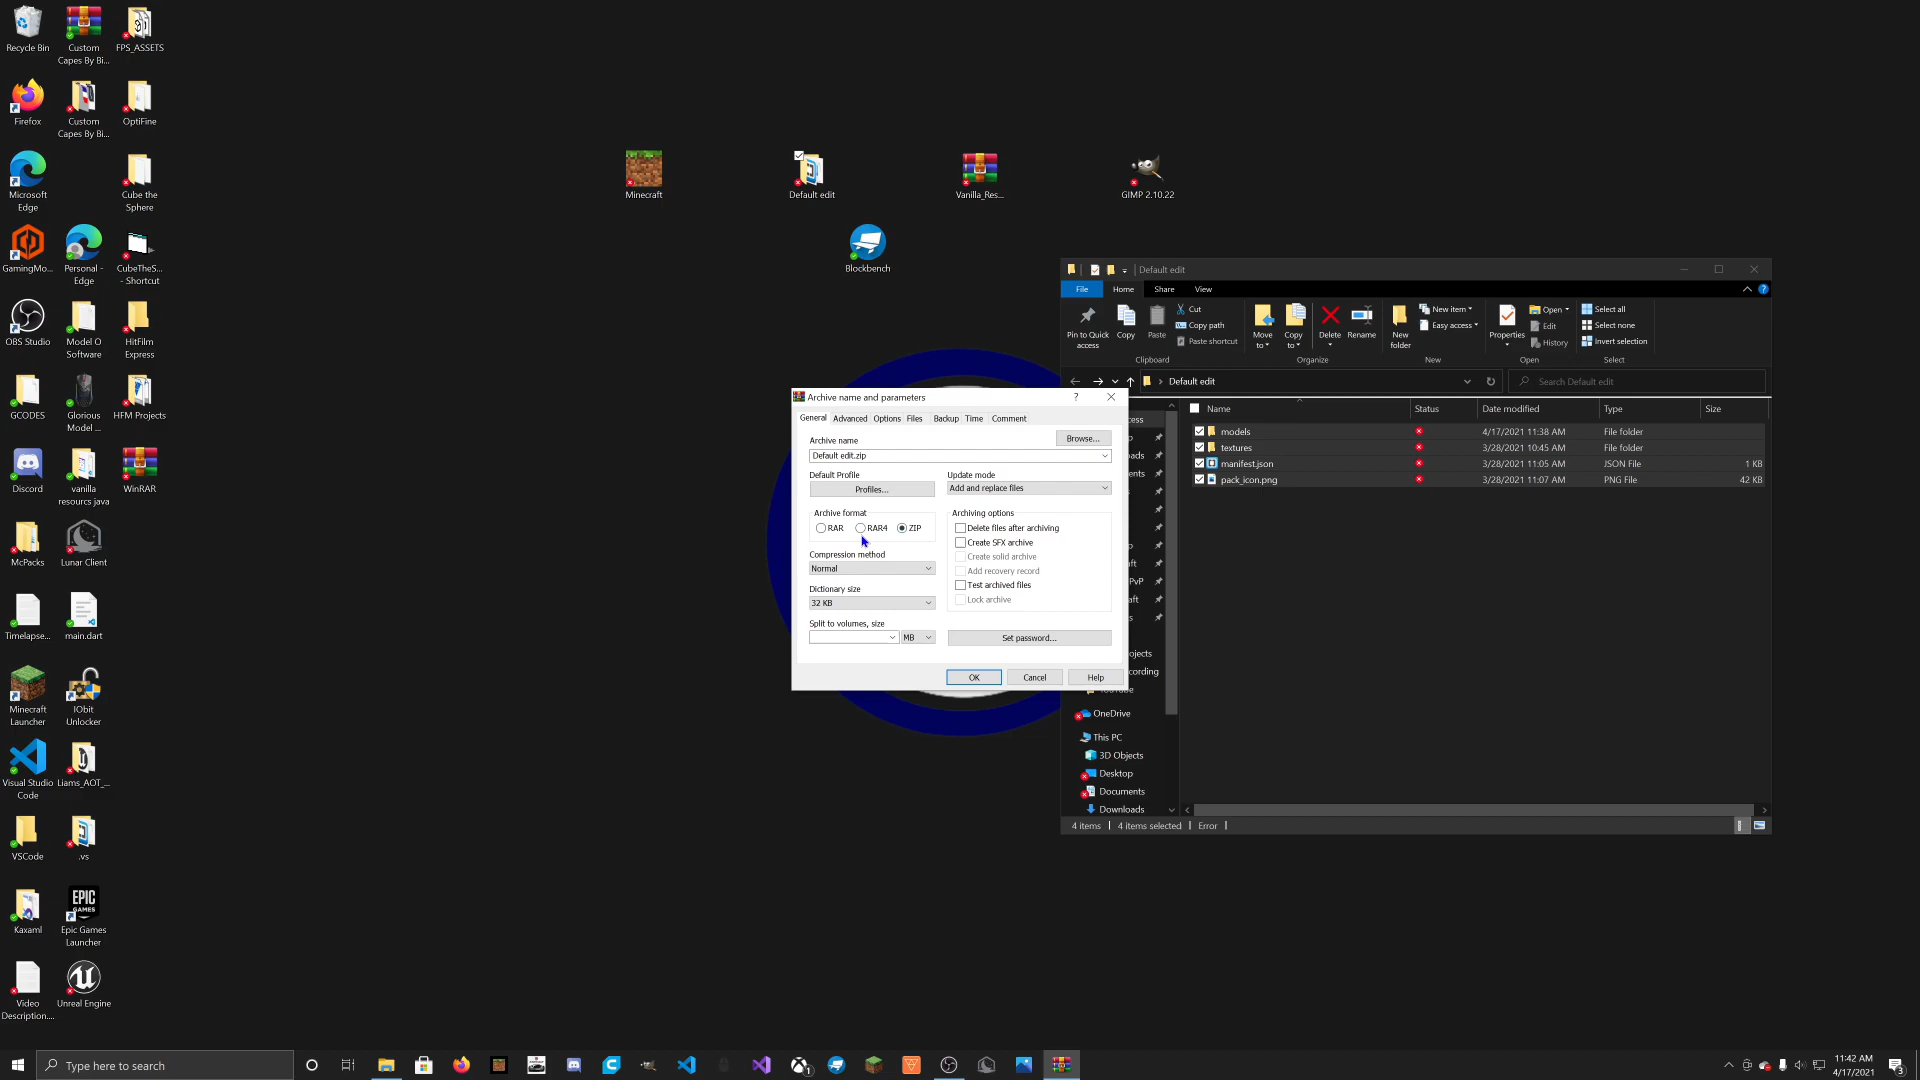 Recycle Bin
Custom
Capes By Bi...
FPS_ASSETS
Firefox
Custom
Capes By Bi...
OptiFine
Microsoft
Edge
Cube the
Sphere
GamingMo...
Personal -
Edge
CubeTheS...
- Shortcut
OBS Studio
Model O
Software
HitFilm
Express
GCODES
Glorious
Model ...
HFM Projects
Discord
vanilla
resourcs java
WinRAR
McPacks
Lunar Client
Timelapse...
main.dart
Minecraft
Launcher
IObit
Unlocker
Visual Studio
Code
Liams_AOT_...
VSCode
.vs
Kaxaml
Epic Games
Launcher
Video
Description....
Unreal Engine
Minecraft
Default edit
Vanilla_Res...
GIMP 2.10.22
Blockbench
Archive name and parameters
?
General Advanced Options Files Backup Time Comment
Archive name
Browse...
Default edit.zip
Default Profile
Update mode
Profiles...
Add and replace files
Archive format
Archiving options
RAR RAR4 ZIP
Delete files after archiving
Create SFX archive
Compression method
Create solid archive
Normal
Add recovery record
Dictionary size
Test archived files
32 KB
Lock archive
Split to volumes, size
MB
Set password...
OK Cancel Help
Default edit
File Home Share View
Pin to Quick
access
Copy
Paste
Cut
Copy path
Paste shortcut
Move
to
Copy
to
Delete
Rename
New
folder
New item
Easy access
Properties
Open
Edit
History
Select all
Select none
Invert selection
Clipboard Organize New Open Select
Default edit
Search Default edit
Name Status Date modified Type Size
models 4/17/2021 11:38 AM File folder
textures 3/28/2021 10:45 AM File folder
manifest.json 3/28/2021 11:05 AM JSON File 1 KB
pack_icon.png 3/28/2021 11:07 AM PNG File 42 KB
OneDrive
This PC
3D Objects
Desktop
Documents
Downloads
4 items 4 items selected Error
Type here to search
11:42 AM
4/17/2021
3